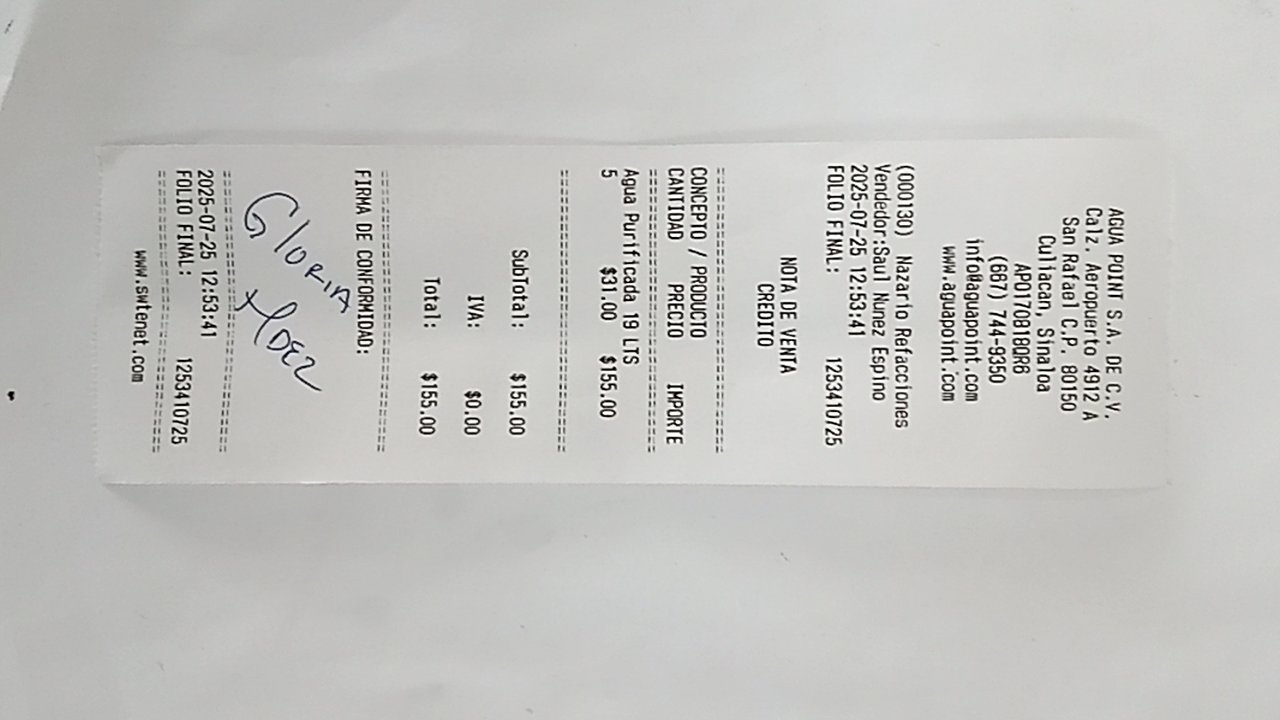 AGUA POINT S.A. DE C.V.
Calz. Aeropuerto 4912 A
San Rafael C.P. 80150
Culiacan, Sinaloa
APO170818QR6
(667) 744-9350
info@aguapoint.com
www.aguapoint.com
(000130) Nazario Refacciones
Vendedor:Saul Nunez Espino
2025-07-25 12:53:41
FOLIO FINAL: 1253410725
NOTA DE VENTA
CREDITO
CONCEPTO / PRODUCTO
CANTIDAD PRECIO IMPORTE
Agua Purificada 19 LTS
5 $31.00 $155.00
SubTotal: $155.00
IVA: $0.00
Total: $155.00
FIRMA DE CONFORMIDAD:
GloRIA
HDEZ
2025-07-25 12:53:41
FOLIO FINAL: 1253410725
www.swtenet.com